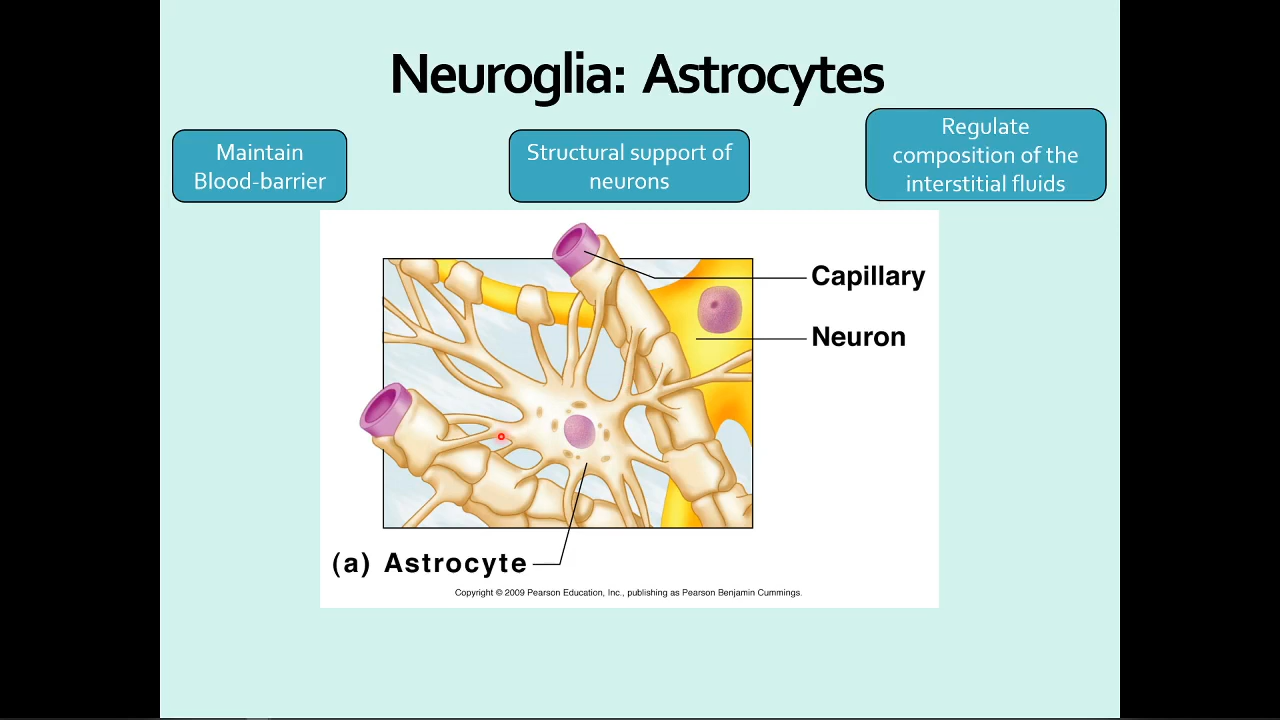 Neuroglia: Astrocytes
Maintain
Blood-barrier
Structural support of
neurons
Regulate
composition of the
interstitial fluids
Capillary
Neuron
(a) Astrocyte
Copyright © 2009 Pearson Education, Inc., publishing as Pearson Benjamin Cummings.